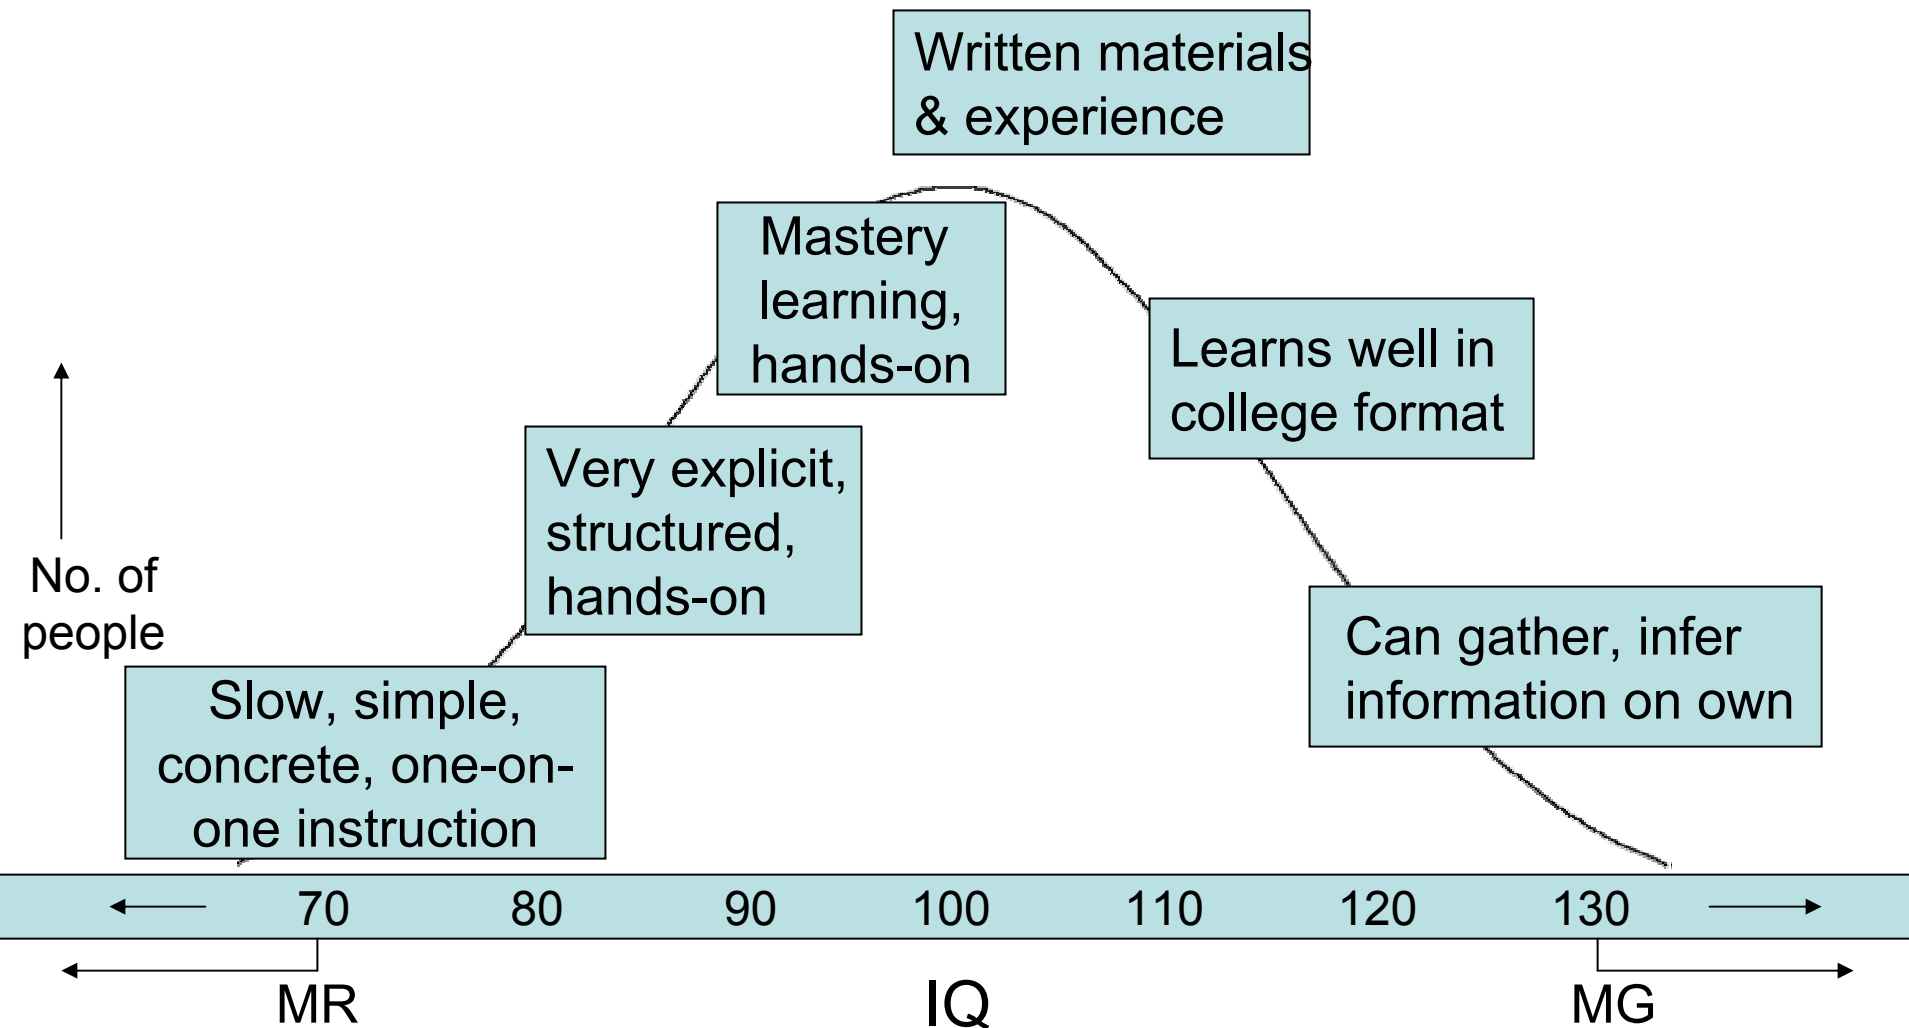 Written materials
& experience
Mastery
learning,
hands-on
Learns well in
college format
Very explicit,
structured,
hands-on
No. of
people
Can gather, infer
information on own
Slow, simple,
concrete, one-on-
one instruction
70 80 90 100 110 120 130
MR IQ MG